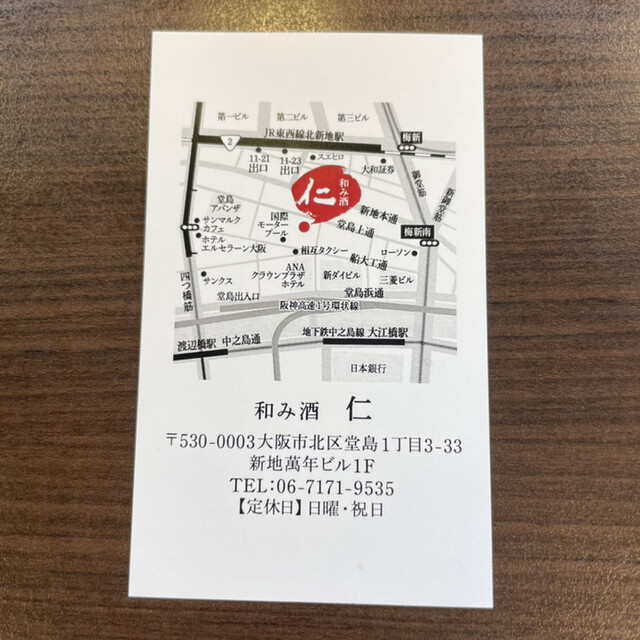 第一ビル 第二ビル 第三ビル
JR東西線北新地駅
梅新
2
11-21
出口
11-23
出口
スエヒロ
大和証券
御堂筋
新御堂筋
和み酒
仁
堂島
アバンザ
サンマルク
カフェ
ホテル
エルセラーン大阪
国際
モーター
プール
新地本通
堂島上通
梅新南
相互タクシー
船大工通
ローソン
四つ橋筋
サンクス
ANA
クラウンプラザ
ホテル
新ダイビル
三菱ビル
堂島出入口
堂島浜通
阪神高速1号環状線
渡辺橋駅 中之島通
地下鉄中之島線 大江橋駅
日本銀行
和み酒 仁
〒530-0003大阪市北区堂島1丁目3-33
新地萬年ビル1F
TEL:06-7171-9535
【定休日】日曜・祝日